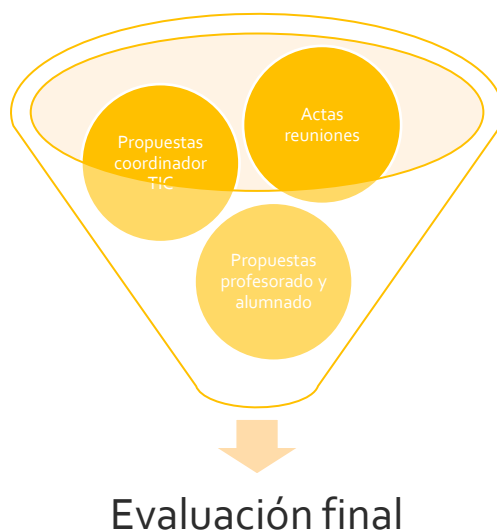 Actas
reuniones
Propuestas
coordinador
TIC
Propuestas
profesorado y
alumnado
Evaluación final